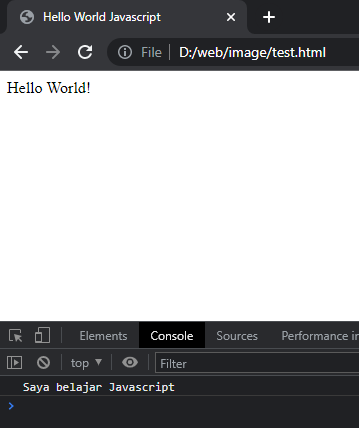 Hello World Javascript
File D:/web/image/test.html
Hello World!
Elements Console Sources Performance in
top Filter
Saya belajar Javascript